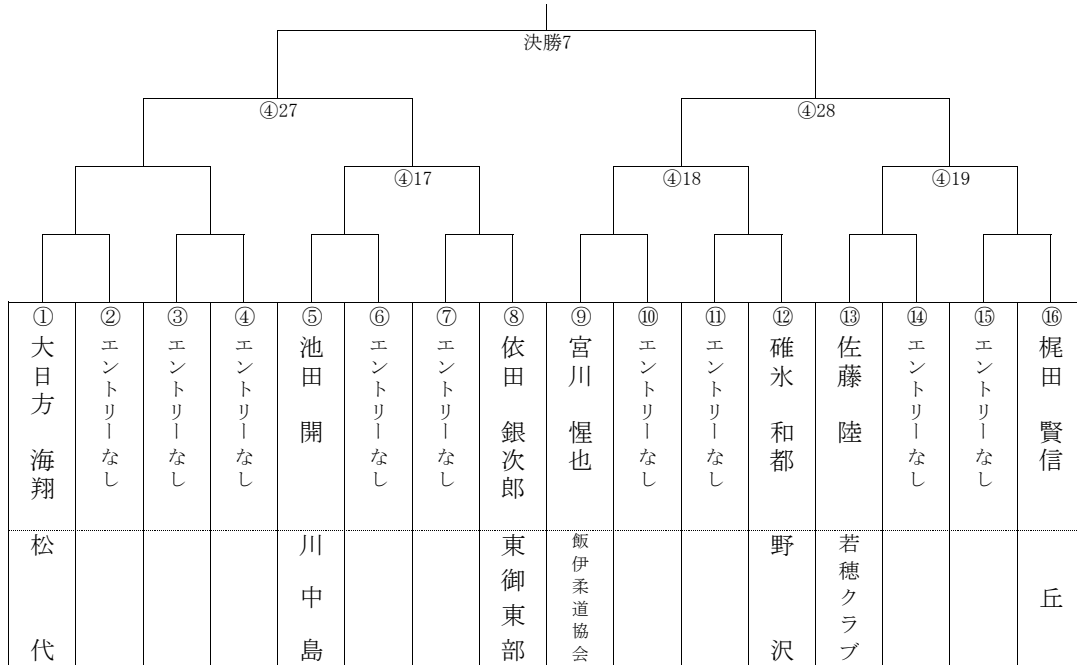 決勝7
④27
④28
④17
④18
④19
①
大日方 海翔
松代
②
エントリーなし
③
エントリーなし
④
エントリーなし
⑤
池田 開
川中島
⑥
エントリーなし
⑦
エントリーなし
⑧
依田 銀次郎
東御東部
⑨
宮川 惺也
飯伊柔道協会
⑩
エントリーなし
⑪
エントリーなし
⑫
碓氷 和都
野沢
⑬
佐藤 陸
若穂クラブ
⑭
エントリーなし
⑮
エントリーなし
⑯
梶田 賢信
丘